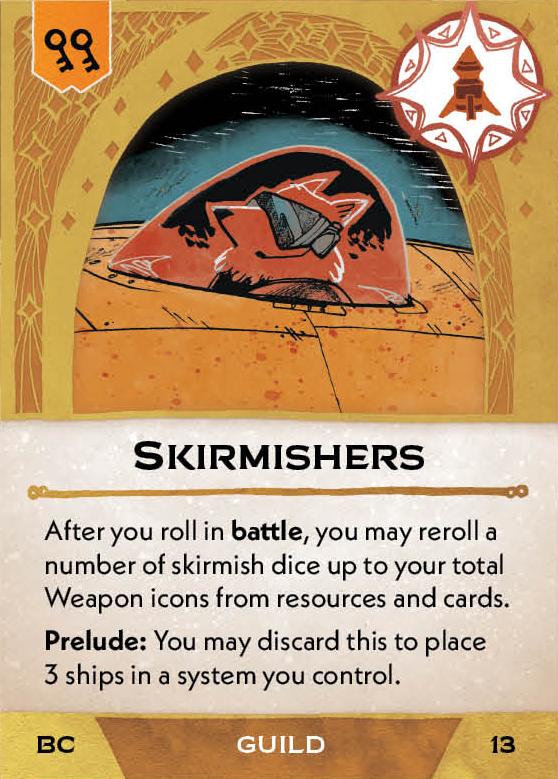 SKIRMISHERS
After you roll in battle, you may reroll a
number of skirmish dice up to your total
Weapon icons from resources and cards.
Prelude: You may discard this to place
3 ships in a system you control.
BC GUILD 13